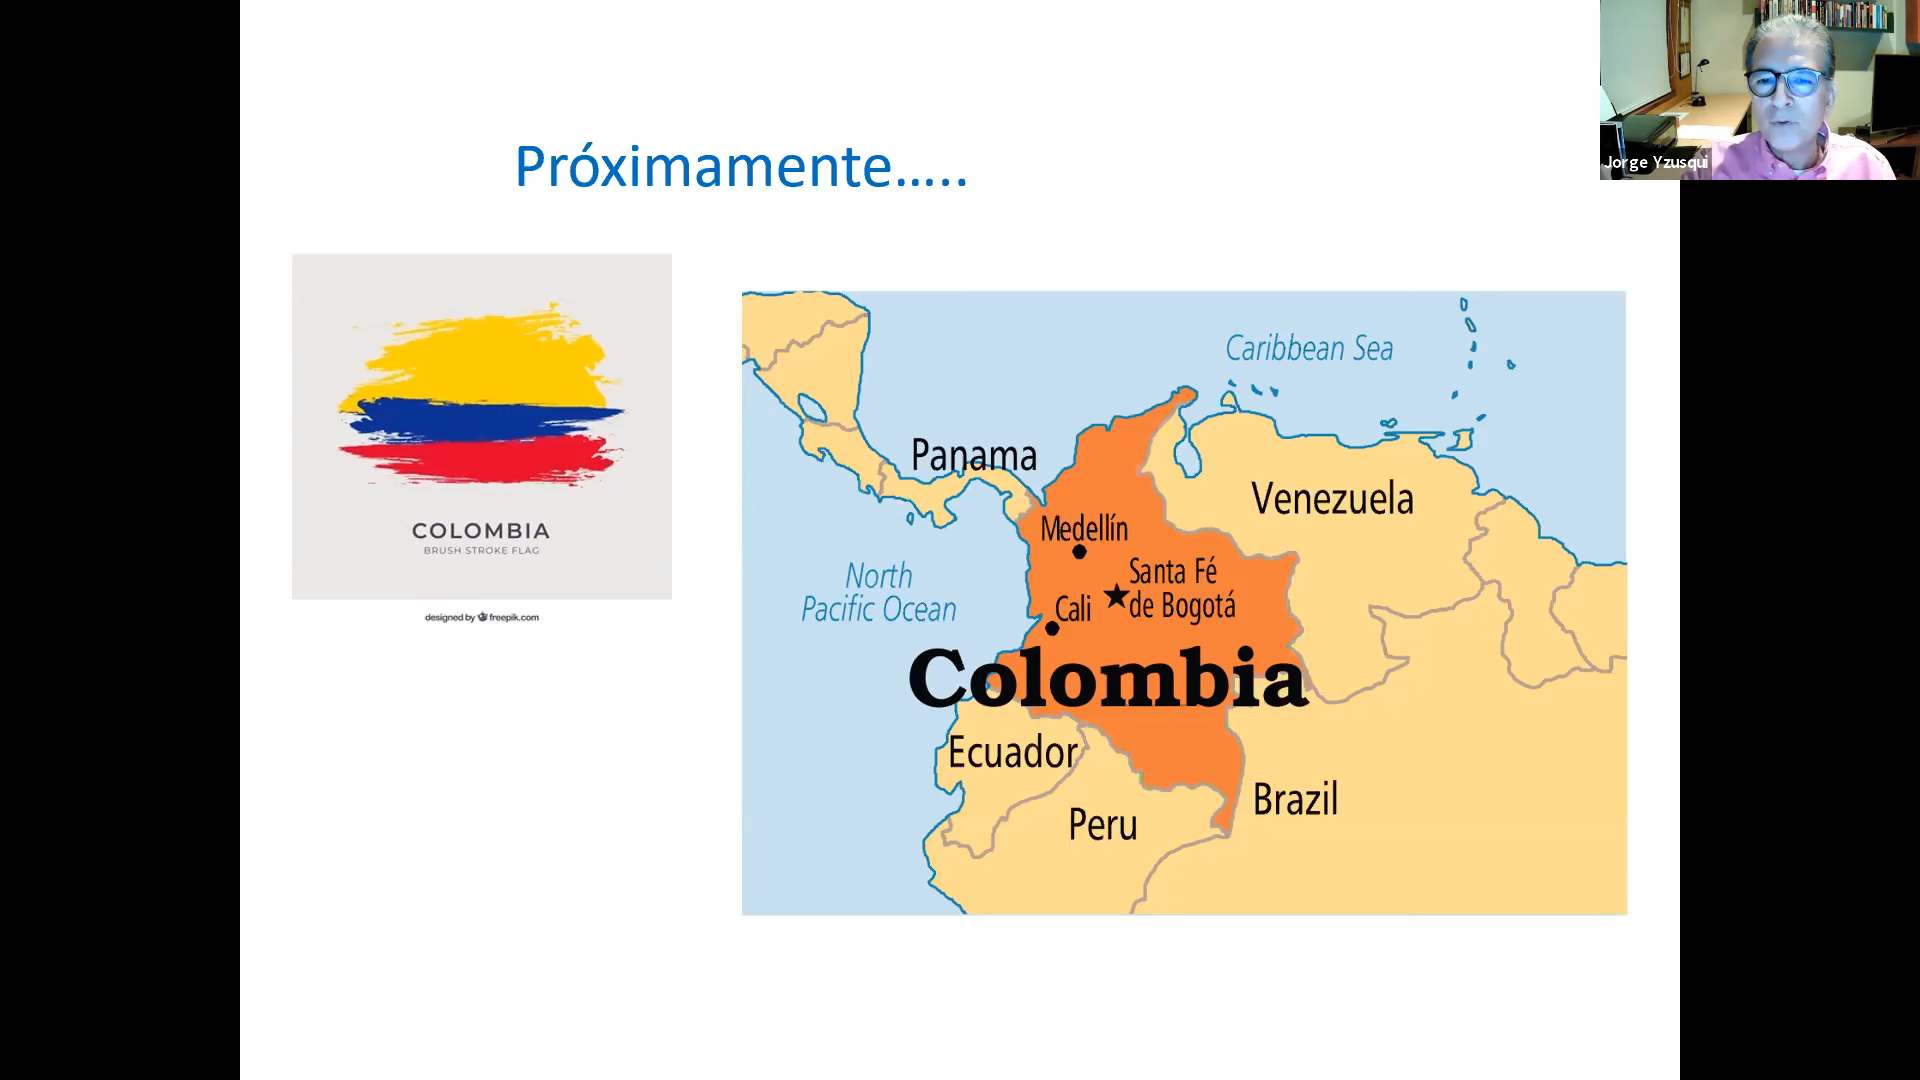 Jorge Yzusqui
Próximamente…..
COLOMBIA
BRUSH STROKE FLAG
designed by freepik.com
Caribbean Sea
Panama
Venezuela
Medellín
Santa Fé
de Bogotá
North
Pacific Ocean
Cali
Colombia
Ecuador
Brazil
Peru